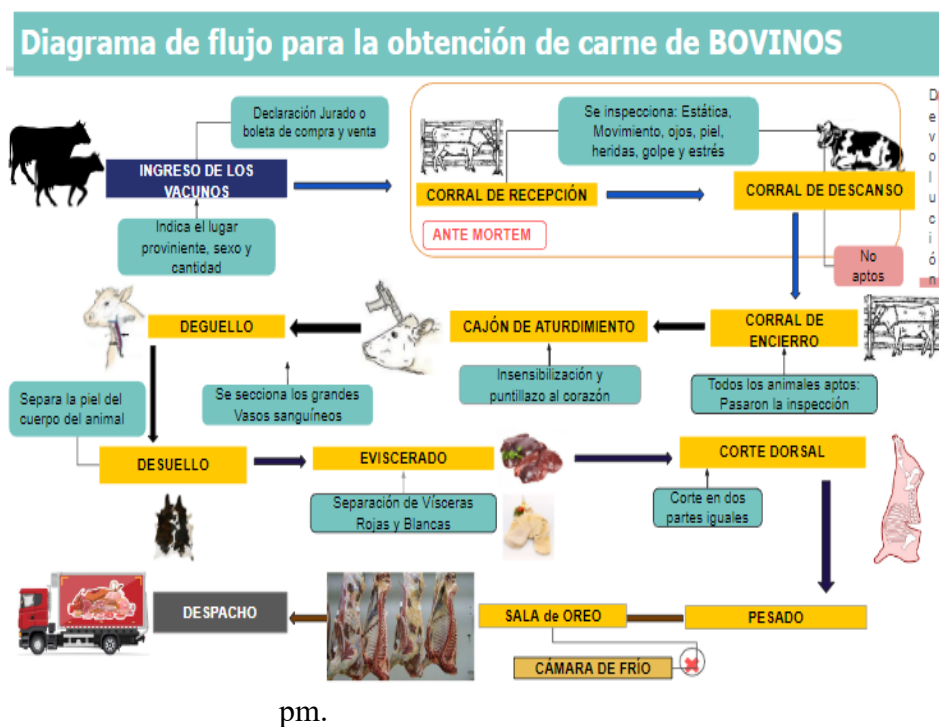 Diagrama de flujo para la obtención de carne de BOVINOS
Declaración Jurado o
boleta de compra y venta
INGRESO DE LOS
VACUNOS
Indica el lugar
proviniente, sexo y
cantidad
Se inspecciona: Estática,
Movimiento, ojos, piel,
heridas, golpe y estrés
CORRAL DE RECEPCIÓN
CORRAL DE DESCANSO
ANTE MORTEM
No
aptos
D
e
v
o
l
u
c
i
ó
n
DEGUELLO
CAJÓN DE ATURDIMIENTO
CORRAL DE
ENCIERRO
Se secciona los grandes
Vasos sanguíneos
Insensibilización y
puntillazo al corazón
Todos los animales aptos:
Pasaron la inspección
Separa la piel del
cuerpo del animal
DESUELLO
EVISCERADO
CORTE DORSAL
Separación de Vísceras
Rojas y Blancas
Corte en dos
partes iguales
DESPACHO
SALA de OREO
PESADO
CÁMARA DE FRÍO
pm.